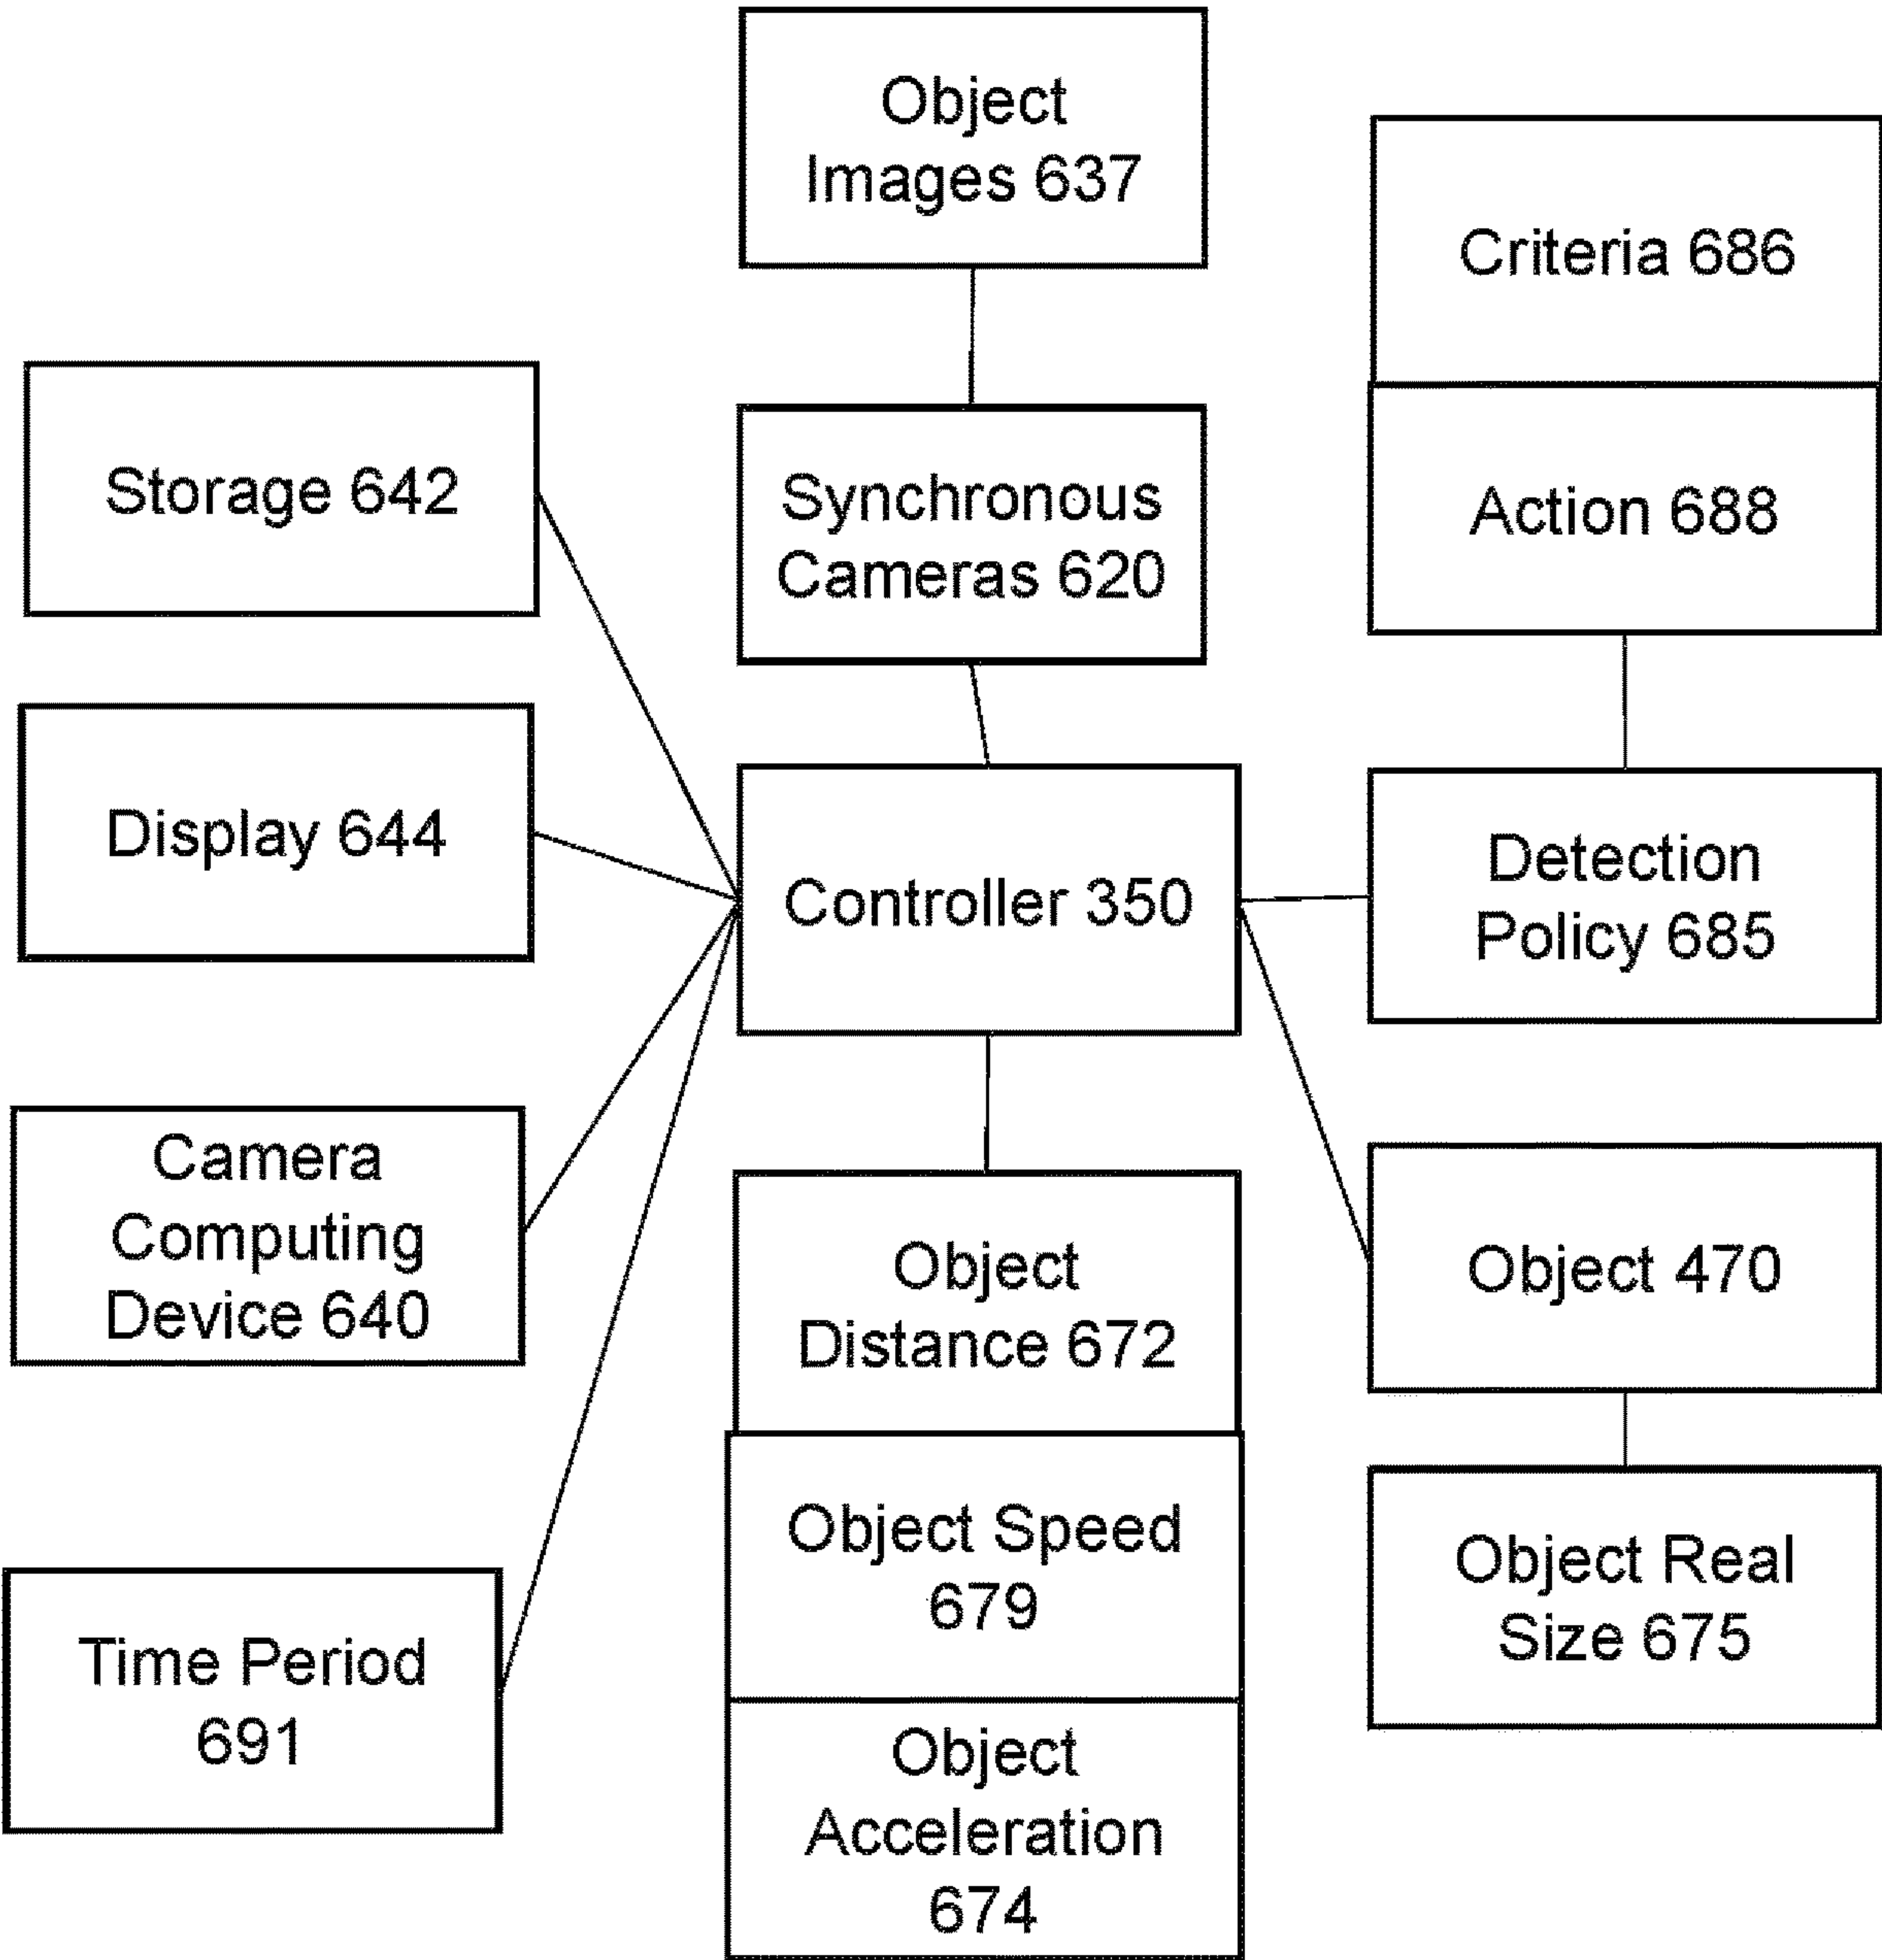 Object
Images 637
Criteria 686
Storage 642
Synchronous
Cameras 620
Action 688
Display 644
Controller 350
Detection
Policy 685
Camera
Computing
Device 640
Object
Distance 672
Object 470
Time Period
691
Object Speed
679
Object Real
Size 675
Object
Acceleration
674